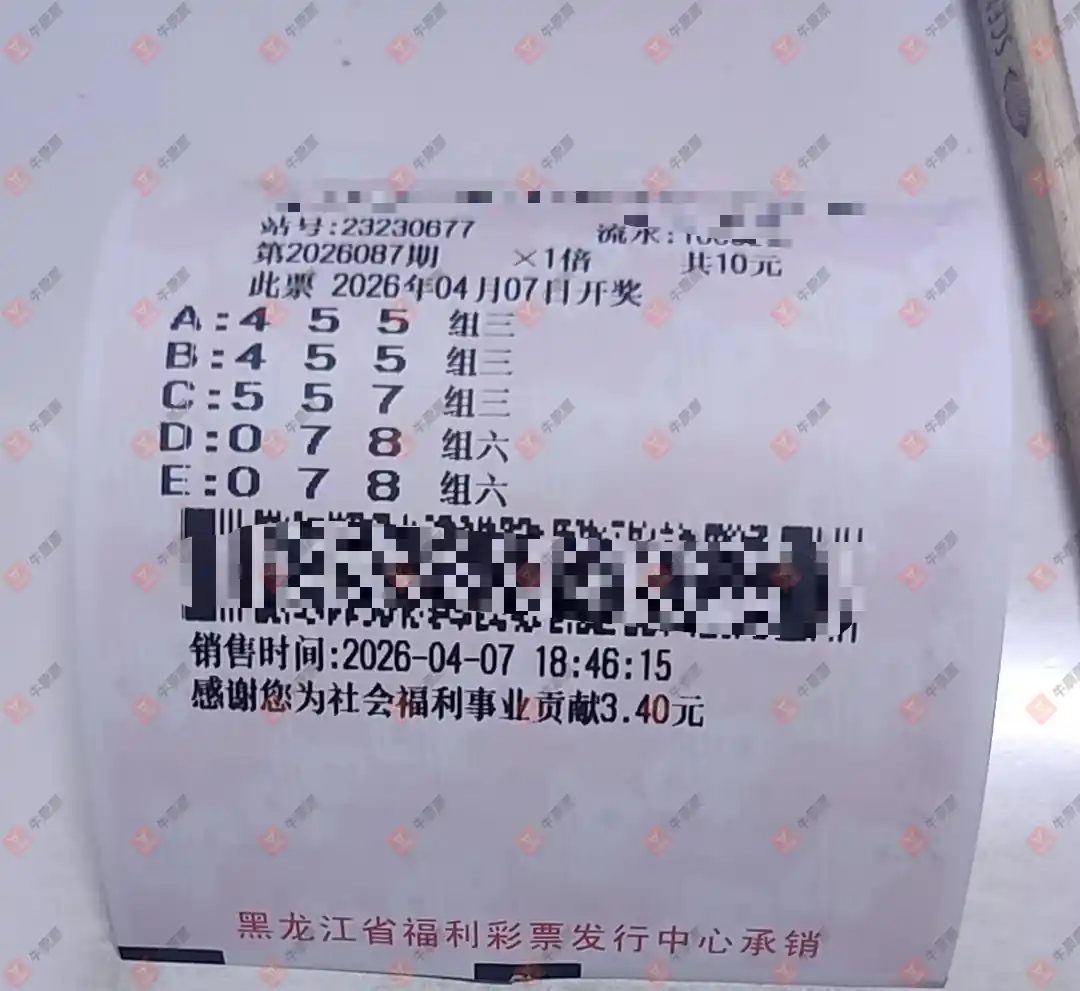 站号:23230677 流水:
第2026087期 ×1倍 共10元
此票 2026年04月07日开奖
A:4 5 5 组三
B:4 5 5 组三
C:5 5 7 组三
D:0 7 8 组六
E:0 7 8 组六
销售时间:2026-04-07 18:46:15
感谢您为社会福利事业贡献3.40元
黑龙江省福利彩票发行中心承销